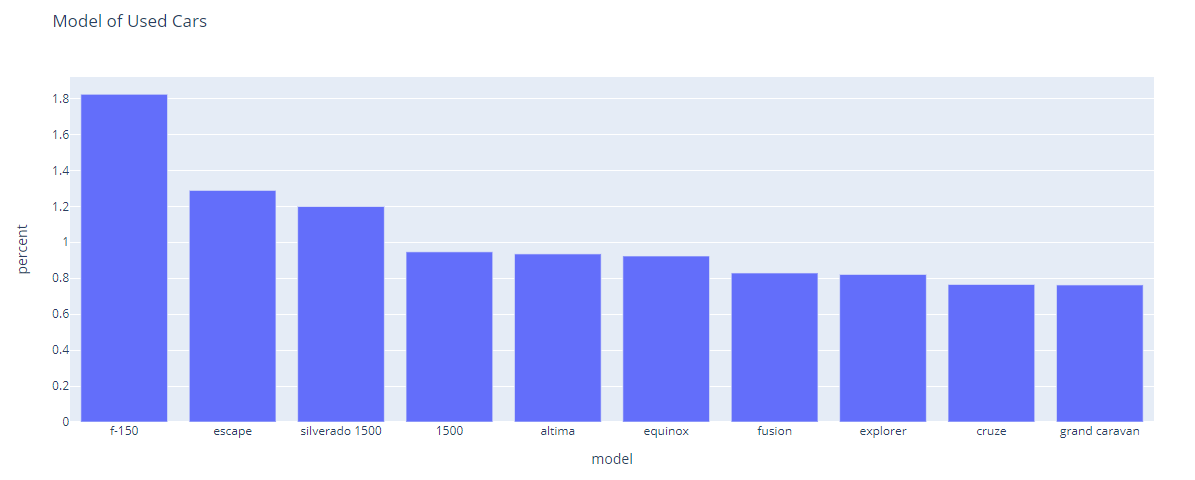 Model of Used Cars
percent
1.8
1.6
1.4
1.2
1
0.8
0.6
0.4
0.2
0
f-150 escape silverado 1500 1500 altima equinox fusion explorer cruze grand caravan
model